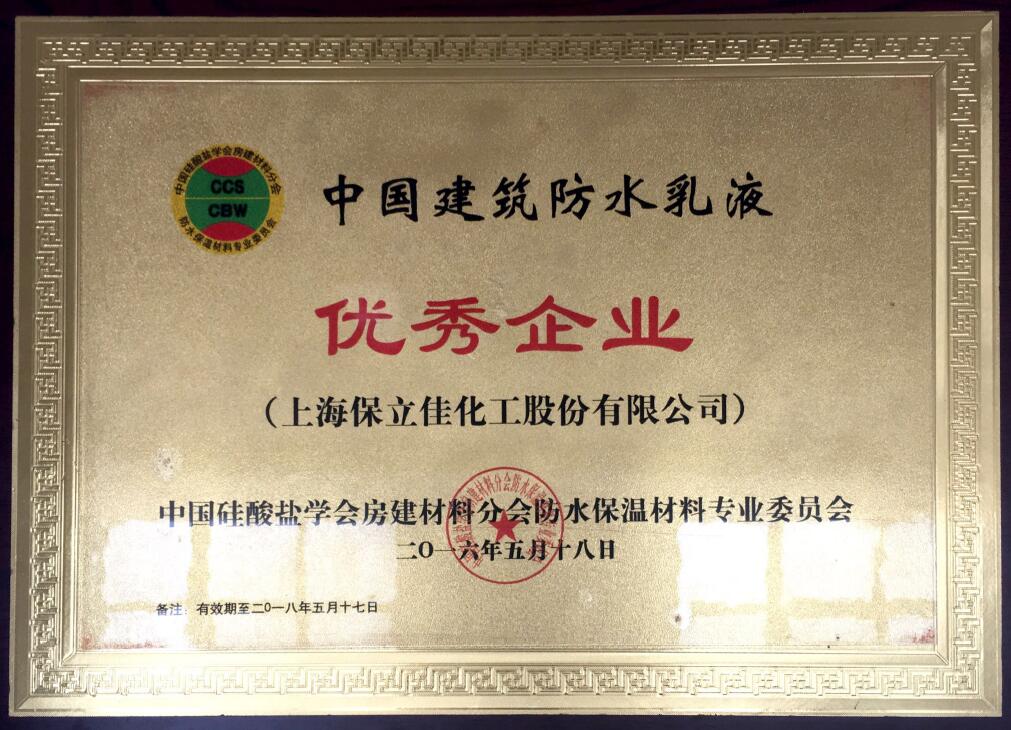 中国硅酸盐学会房建材料分会
CCS
CBW
防水保温材料专业委员会
中国建筑防水乳液
优秀企业
（上海保立佳化工股份有限公司）
中国硅酸盐学会房建材料分会防水保温材料专业委员会
二〇一六年五月十八日
备注：有效期至二〇一八年五月十七日